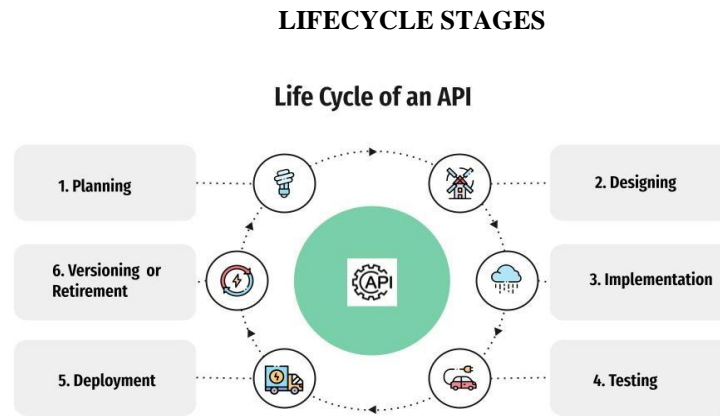 LIFECYCLE STAGES
Life Cycle of an API
1. Planning
2. Designing
6. Versioning or
Retirement
3. Implementation
API
5. Deployment
4. Testing